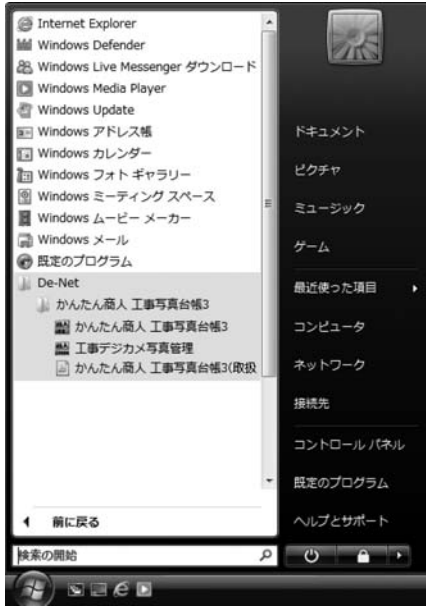 Internet Explorer
Windows Defender
Windows Live Messenger ダウンロード
Windows Media Player
Windows Update
Windows アドレス帳
Windows カレンダー
Windows フォト ギャラリー
Windows ミーティング スペース
Windows ムービー メーカー
Windows メール
既定のプログラム
De-Net
かんたん商人 工事写真台帳3
かんたん商人 工事写真台帳3
工事デジカメ写真管理
かんたん商人 工事写真台帳3(取扱
前に戻る
検索の開始
ドキュメント
ピクチャ
ミュージック
ゲーム
最近使った項目
コンピュータ
ネットワーク
接続先
コントロール パネル
既定のプログラム
ヘルプとサポート